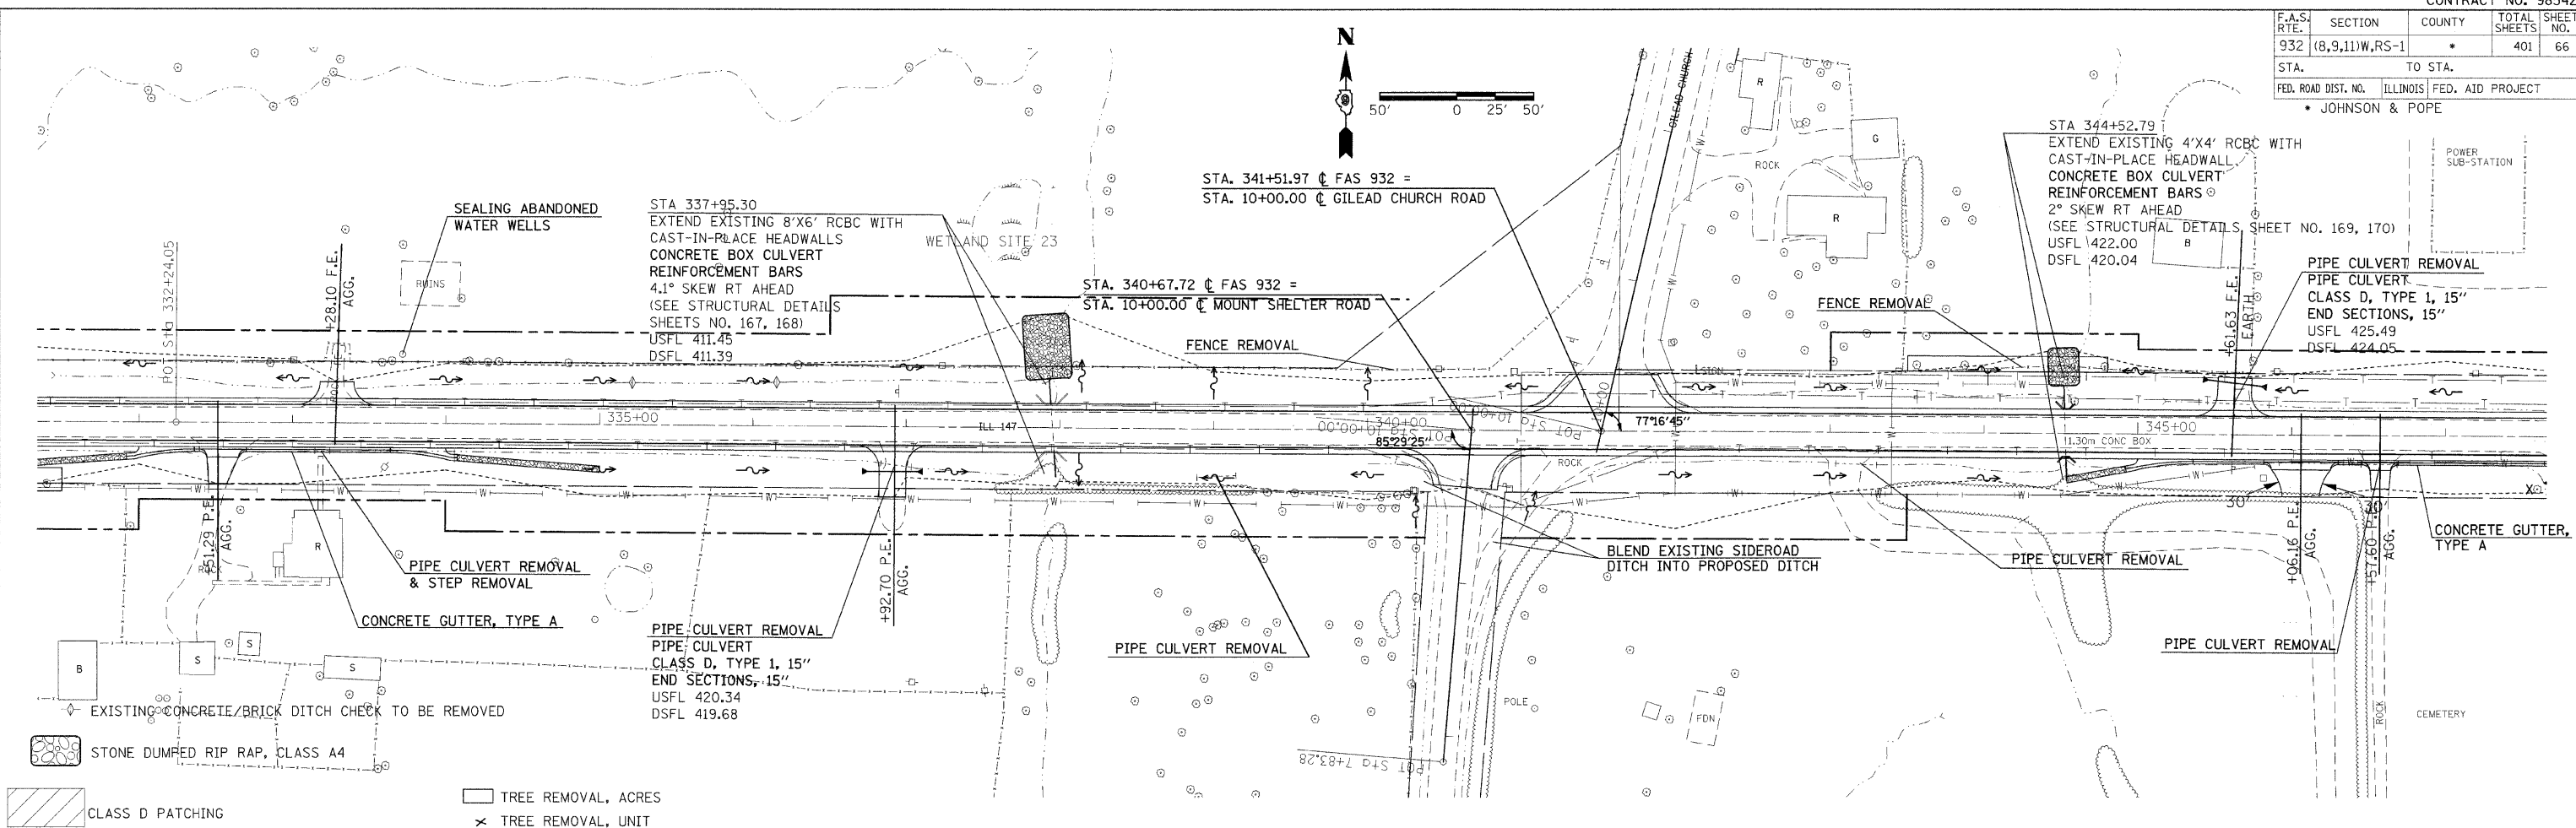 CONTRACT NO. 98542
F.A.S. RTE. SECTION COUNTY TOTAL SHEETS SHEET NO.
932 (8,9,11)W,RS-1 * 401 66
STA. TO STA.
FED. ROAD DIST. NO. ILLINOIS FED. AID PROJECT
* JOHNSON & POPE
N
50' 0 25' 50'
GILEAD CHURCH
R
G
ROCK
R
STA 344+52.79
EXTEND EXISTING 4'X4' RCBC WITH
CAST-IN-PLACE HEADWALL
CONCRETE BOX CULVERT
REINFORCEMENT BARS
2° SKEW RT AHEAD
(SEE STRUCTURAL DETAILS SHEET NO. 169, 170)
USFL 422.00
DSFL 420.04
B
POWER
SUB-STATION
STA. 341+51.97 ℄ FAS 932 =
STA. 10+00.00 ℄ GILEAD CHURCH ROAD
SEALING ABANDONED
WATER WELLS
STA 337+95.30
EXTEND EXISTING 8'X6' RCBC WITH
CAST-IN-PLACE HEADWALLS
CONCRETE BOX CULVERT
REINFORCEMENT BARS
4.1° SKEW RT AHEAD
(SEE STRUCTURAL DETAILS
SHEETS NO. 167, 168)
USFL 411.45
DSFL 411.39
WETLAND SITE 23
POT Sta 332+24.05
+28.10 F.E.
AGG.
RUINS
STA. 340+67.72 ℄ FAS 932 =
STA. 10+00.00 ℄ MOUNT SHELTER ROAD
FENCE REMOVAL
FENCE REMOVAL
+61.63 F.E.
EARTH
PIPE CULVERT REMOVAL
PIPE CULVERT
CLASS D, TYPE 1, 15"
END SECTIONS, 15"
USFL 425.49
DSFL 424.05
335+00
ILL 147
340+00
POT Sta 10+00.00
85°29'25"
POT Sta 10+00
77°16'45"
345+00
11.30m CONC BOX
ROCK
+51.29 P.E.
AGG.
ROCK
R
PIPE CULVERT REMOVAL
& STEP REMOVAL
CONCRETE GUTTER, TYPE A
+92.70 P.E.
AGG.
PIPE CULVERT REMOVAL
PIPE CULVERT
CLASS D, TYPE 1, 15"
END SECTIONS, 15"
USFL 420.34
DSFL 419.68
PIPE CULVERT REMOVAL
BLEND EXISTING SIDEROAD
DITCH INTO PROPOSED DITCH
PIPE CULVERT REMOVAL
30'
30'
+06.16 P.E.
AGG.
+57.60 P.E.
AGG.
CONCRETE GUTTER,
TYPE A
PIPE CULVERT REMOVAL
B
S
S
S
POLE
FDN
ROCK
CEMETERY
POT Sta 7+83.28
EXISTING CONCRETE/BRICK DITCH CHECK TO BE REMOVED
STONE DUMPED RIP RAP, CLASS A4
CLASS D PATCHING
TREE REMOVAL, ACRES
× TREE REMOVAL, UNIT